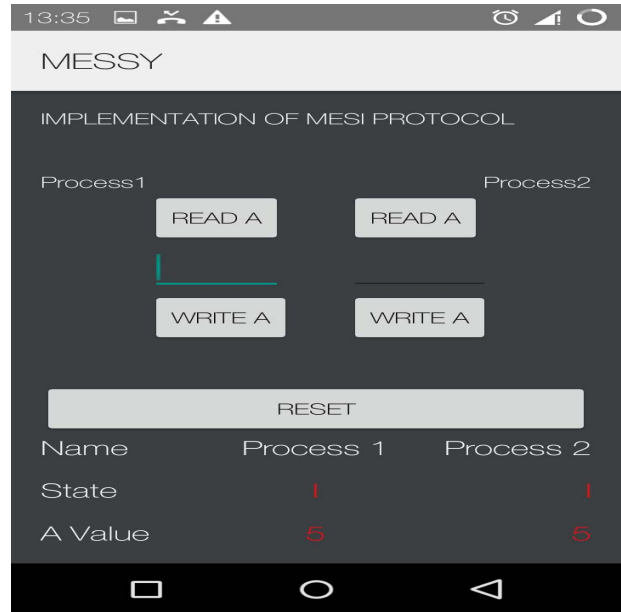 13:35
MESSY
IMPLEMENTATION OF MESI PROTOCOL
Process1 Process2
READ A READ A
WRITE A WRITE A
RESET
Name Process 1 Process 2
State I I
A Value 5 5